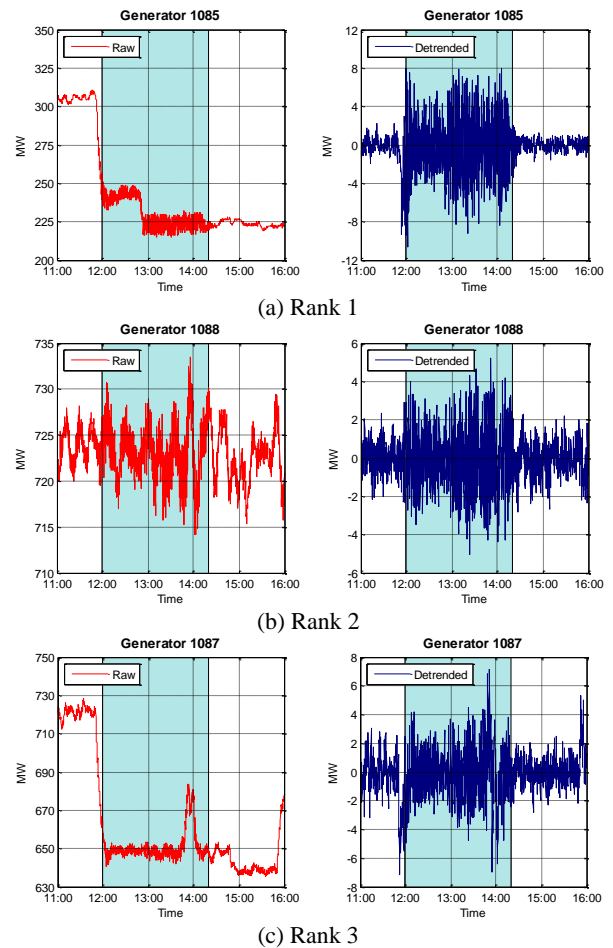 Generator 1085
Generator 1085
350
325
300
275
250
225
200
MW
Raw
11:00 12:00 13:00 14:00 15:00 16:00
Time
12
8
4
0
-4
-8
-12
MW
Detrended
11:00 12:00 13:00 14:00 15:00 16:00
Time
(a) Rank 1
Generator 1088
Generator 1088
735
730
725
720
715
710
MW
Raw
11:00 12:00 13:00 14:00 15:00 16:00
Time
6
4
2
0
-2
-4
-6
MW
Detrended
11:00 12:00 13:00 14:00 15:00 16:00
Time
(b) Rank 2
Generator 1087
Generator 1087
750
730
710
690
670
650
630
MW
Raw
11:00 12:00 13:00 14:00 15:00 16:00
Time
8
6
4
2
0
-2
-4
-6
-8
MW
Detrended
11:00 12:00 13:00 14:00 15:00 16:00
Time
(c) Rank 3